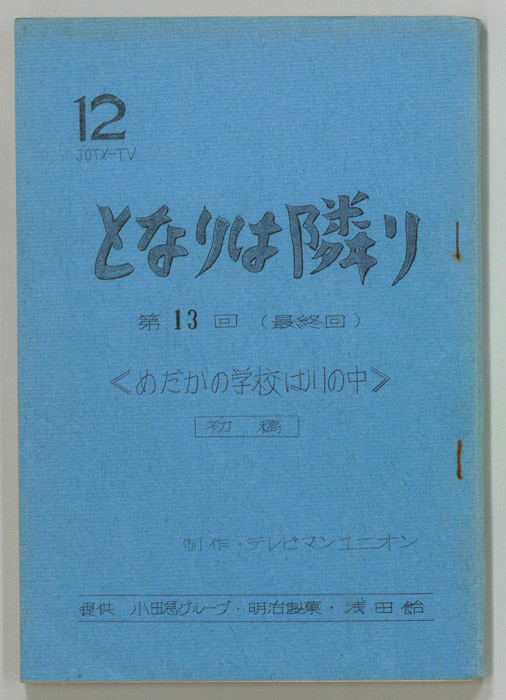 12
JOTX-TV
となりは隣り
第13回(最終回)
《めだかの学校は川の中》
初稿
制作・テレビマンユニオン
提供 小田急グループ・明治製菓・浅田飴